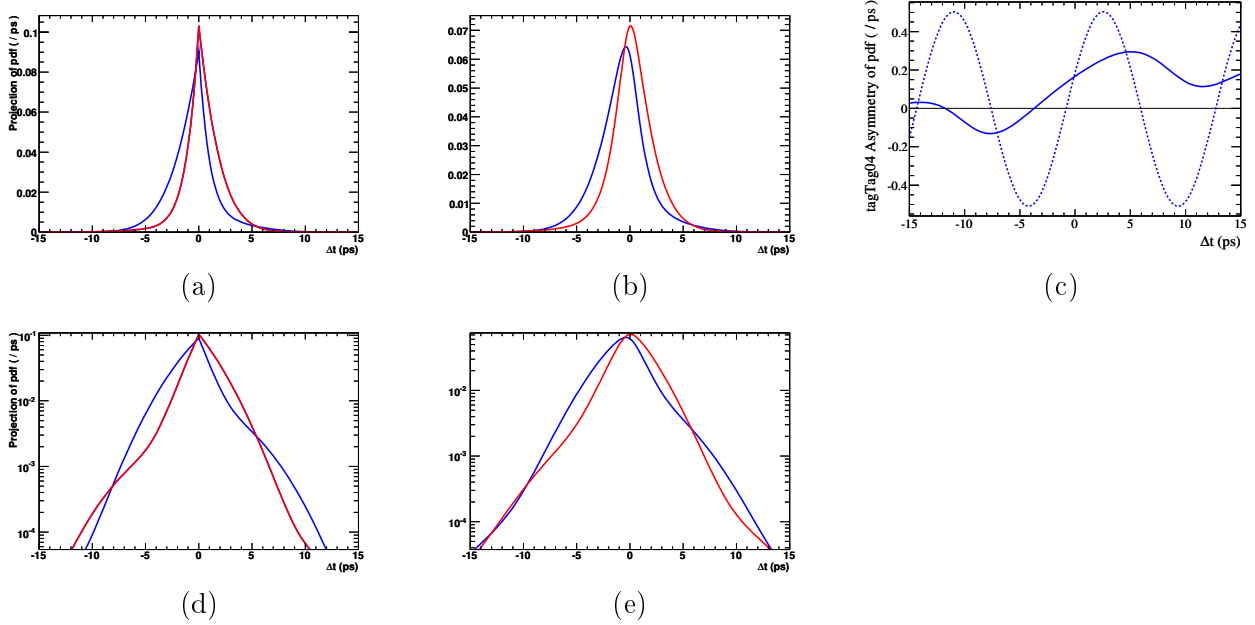 Projection of pdf ( / ps )
0.1
0.08
0.06
0.04
0.02
0
-15 -10 -5 0 5 10 15
Δt (ps)
(a)
0.07
0.06
0.05
0.04
0.03
0.02
0.01
0
-15 -10 -5 0 5 10 15
Δt (ps)
(b)
tagTag04 Asymmetry of pdf ( / ps )
0.4
0.2
0
-0.2
-0.4
-15 -10 -5 0 5 10 15
Δt (ps)
(c)
Projection of pdf ( / ps )
10-1
10-2
10-3
10-4
-15 -10 -5 0 5 10 15
Δt (ps)
(d)
10-2
10-3
10-4
-15 -10 -5 0 5 10 15
Δt (ps)
(e)